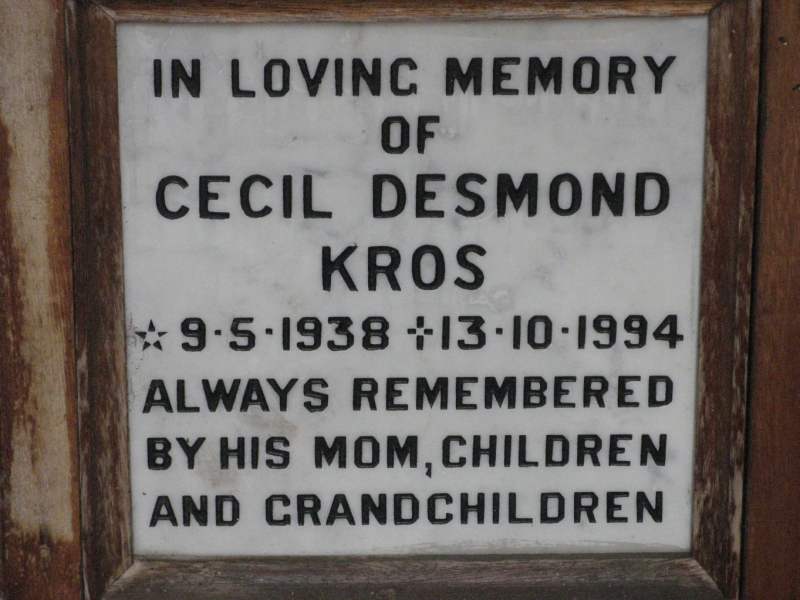 IN LOVING MEMORY
OF
CECIL DESMOND
KROS
☆ 9·5·1938 ✢ 13·10·1994
ALWAYS REMEMBERED
BY HIS MOM, CHILDREN
AND GRANDCHILDREN